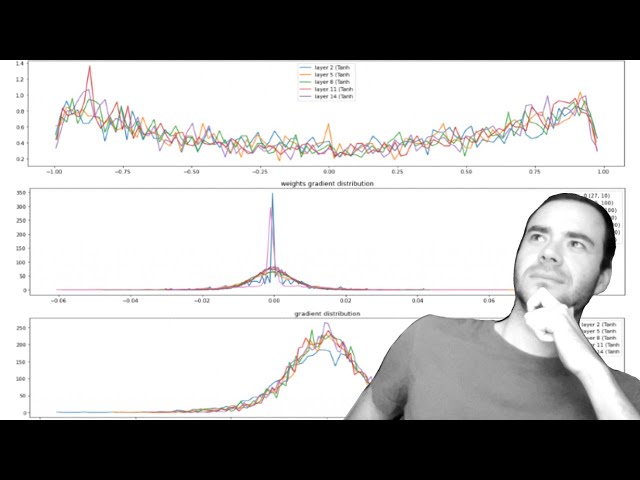 1.4
1.2
1.0
0.8
0.6
0.4
0.2
layer 2 (Tanh
layer 5 (Tanh
layer 8 (Tanh
layer 11 (Tanh
layer 14 (Tanh
−1.00 −0.75 −0.50 −0.25 0.00 0.25 0.50 0.75 1.00
weights gradient distribution
350
300
250
200
150
100
50
0
0 (27, 10)
−0.06 −0.04 −0.02 0.00 0.02 0.04 0.06
gradient distribution
250
200
150
100
50
0
layer 2 (Tanh
layer 5 (Tanh
layer 8 (Tanh
11 (Tanh
14 (Tanh